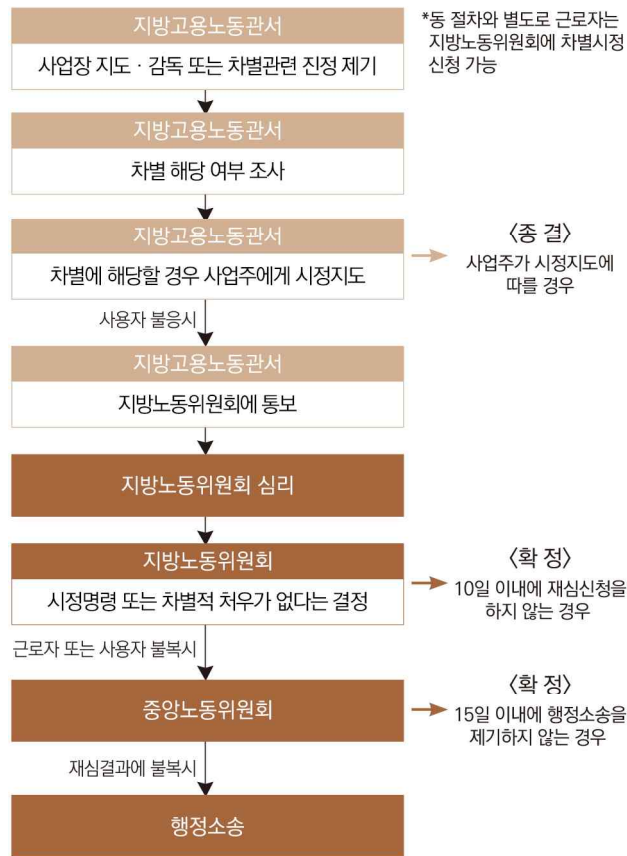 지방고용노동관서
사업장 지도 · 감독 또는 차별관련 진정 제기
*동 절차와 별도로 근로자는
지방노동위원회에 차별시정
신청 가능
지방고용노동관서
차별 해당 여부 조사
지방고용노동관서
차별에 해당할 경우 사업주에게 시정지도
〈종 결〉
사업주가 시정지도에
따를 경우
사용자 불응시
지방고용노동관서
지방노동위원회에 통보
지방노동위원회 심리
지방노동위원회
시정명령 또는 차별적 처우가 없다는 결정
〈확 정〉
10일 이내에 재심신청을
하지 않는 경우
근로자 또는 사용자 불복시
중앙노동위원회
〈확 정〉
15일 이내에 행정소송을
제기하지 않는 경우
재심결과에 불복시
행정소송